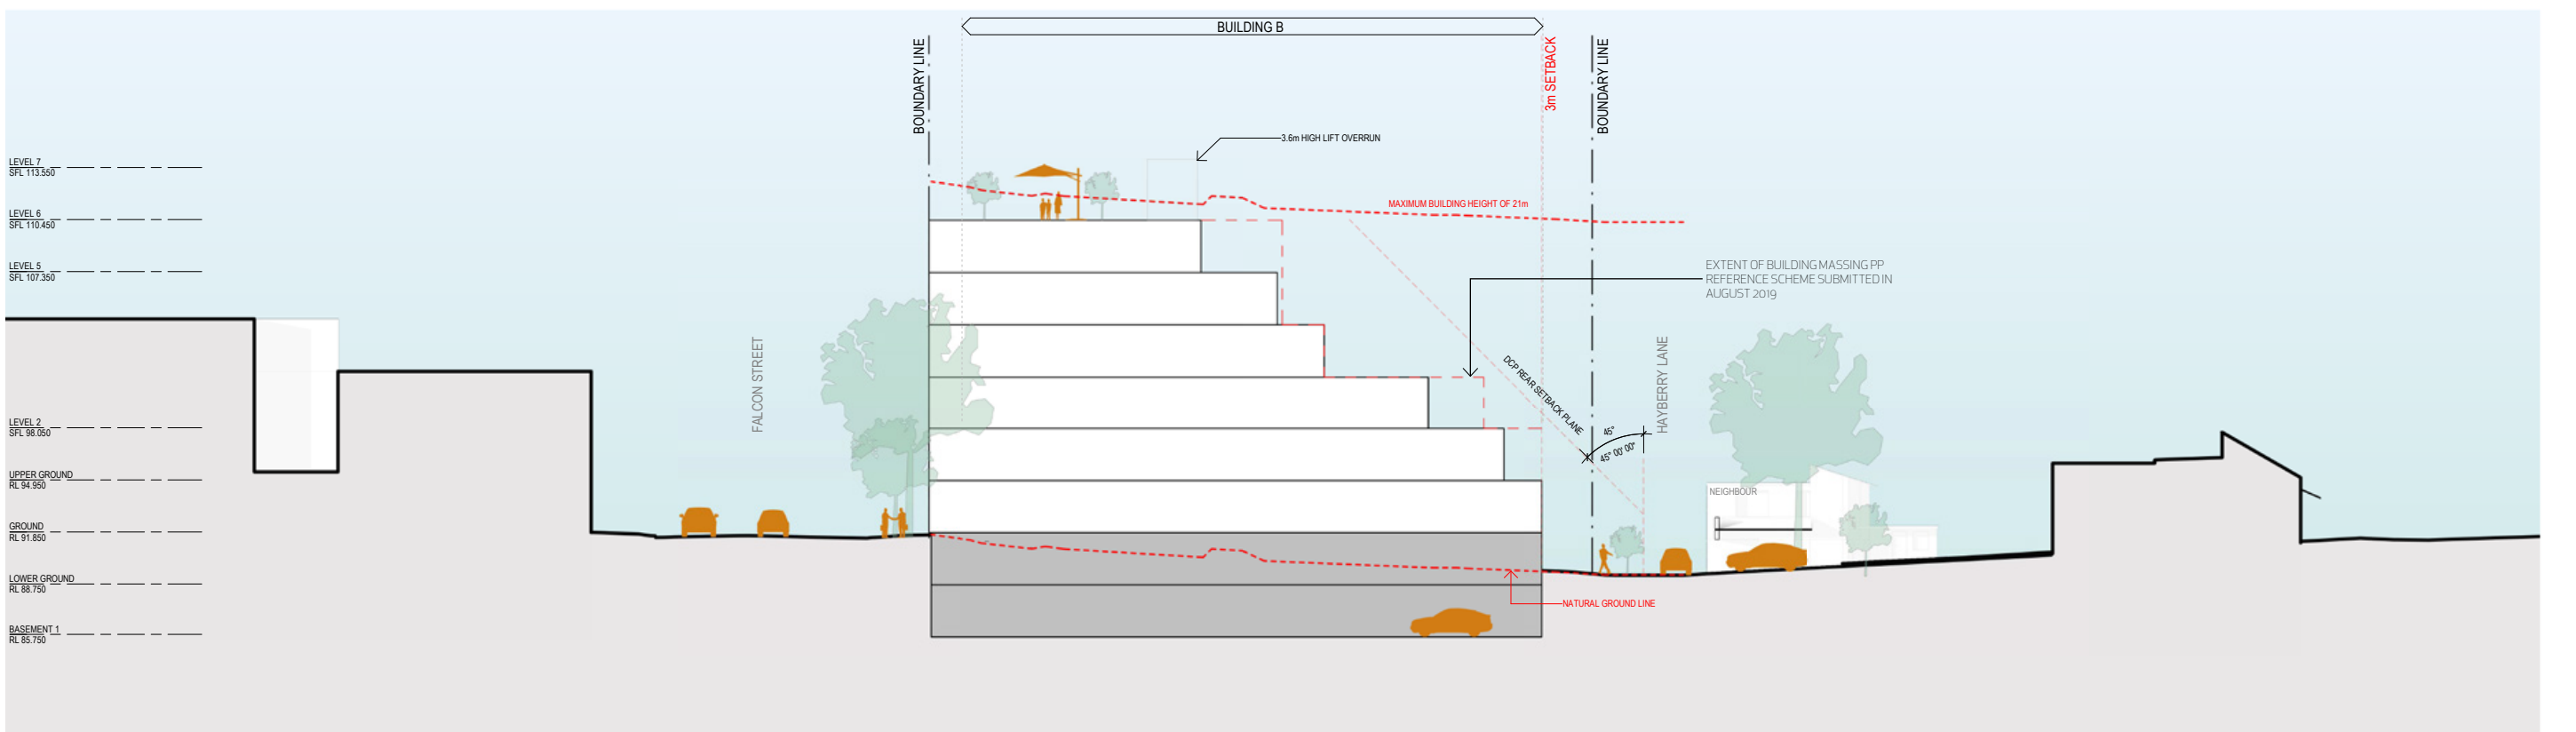 BUILDING B
BOUNDARY LINE
3m SETBACK
BOUNDARY LINE
3.6m HIGH LIFT OVERRUN
LEVEL 7
SFL 113.550
LEVEL 6
SFL 110.450
MAXIMUM BUILDING HEIGHT OF 21m
LEVEL 5
SFL 107.350
EXTENT OF BUILDING MASSING PP
REFERENCE SCHEME SUBMITTED IN
AUGUST 2019
FALCON STREET
DCP REAR SETBACK PLANE
HAYBERRY LANE
LEVEL 2
SFL 98.050
45°
45° 00' 00"
UPPER GROUND
RL 94.950
NEIGHBOUR
GROUND
RL 91.850
LOWER GROUND
RL 88.750
NATURAL GROUND LINE
BASEMENT 1
RL 85.750